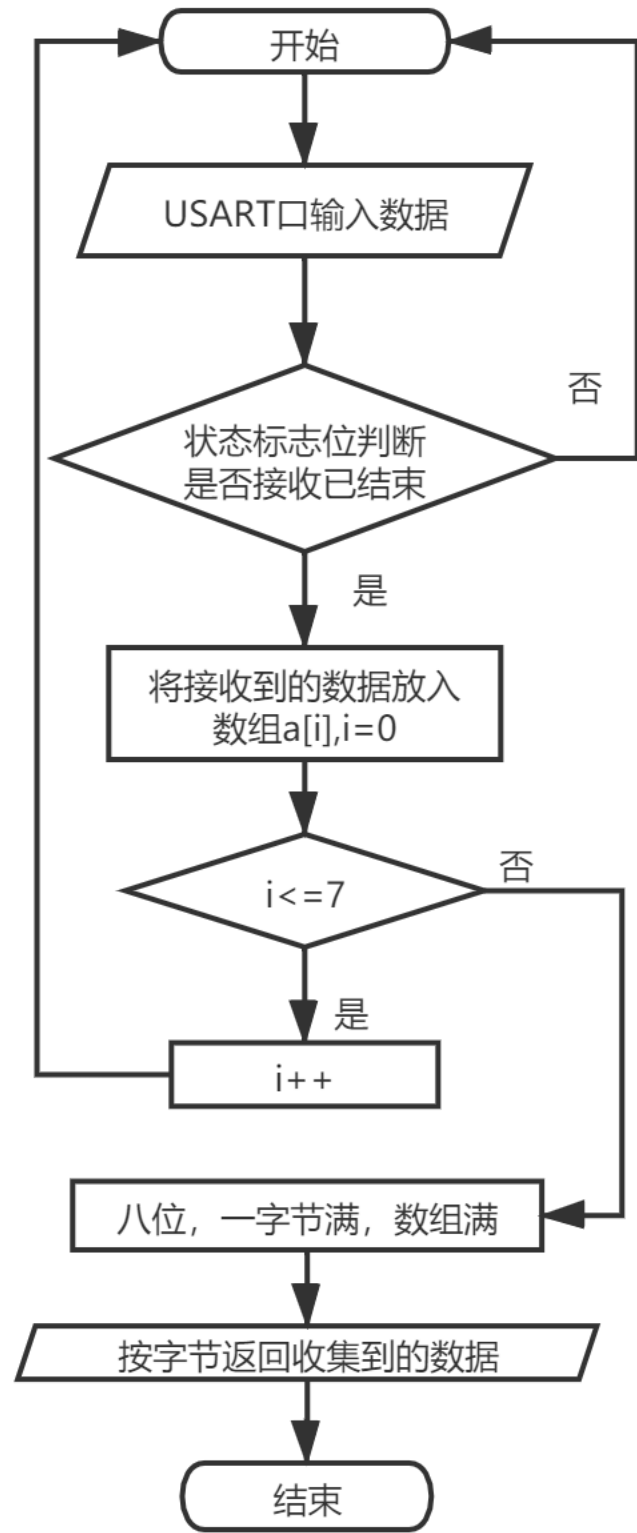 开始
USART口输入数据
否
状态标志位判断
是否接收已结束
是
将接收到的数据放入
数组a[i],i=0
否
i<=7
是
i++
八位，一字节满，数组满
按字节返回收集到的数据
结束